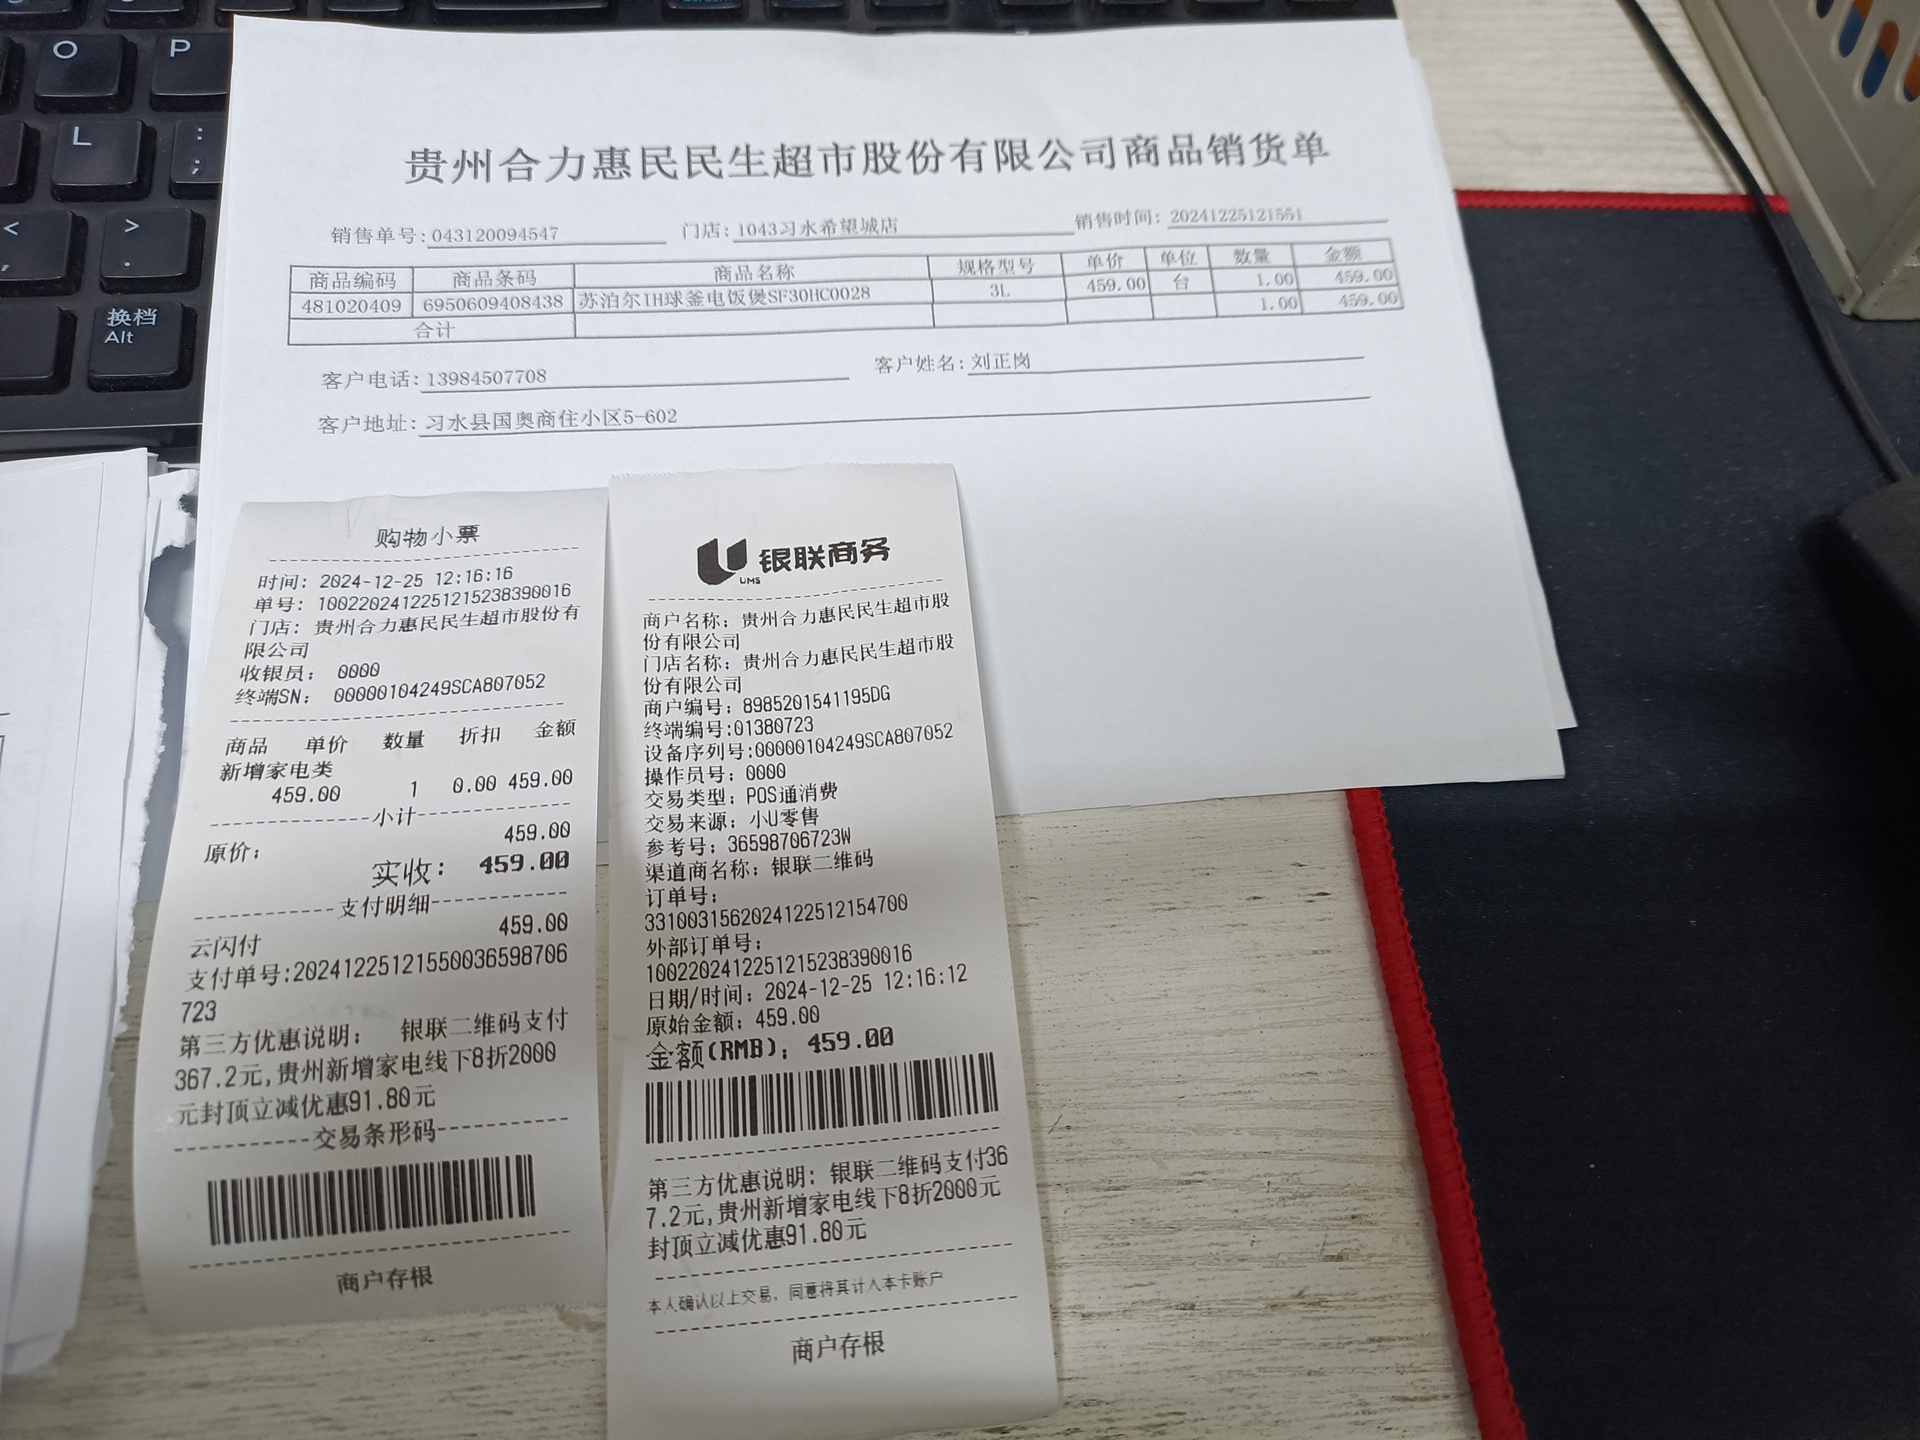 O
P
L
:
;
<
,
>
.
换档
Alt
贵州合力惠民民生超市股份有限公司商品销货单
销售单号:043120094547 门店:1043习水希望城店 销售时间:20241225121551
商品编码 商品条码 商品名称 规格型号 单价 单位 数量 金额
481020409 6950609408438 苏泊尔IH球釜电饭煲SF30HC0028 3L 459.00 台 1.00 459.00
合计 1.00 459.00
客户电话:13984507708 客户姓名:刘正岗
客户地址:习水县国奥商住小区5-602
购物小票
时间: 2024-12-25 12:16:16
单号: 1002202412251215238390016
门店: 贵州合力惠民民生超市股份有
限公司
收银员: 0000
终端SN: 00000104249SCA807052
商品 单价 数量 折扣 金额
新增家电类
459.00 1 0.00 459.00
小计
原价: 459.00
实收: 459.00
支付明细
云闪付 459.00
支付单号:20241225121550036598706
723
第三方优惠说明: 银联二维码支付
367.2元,贵州新增家电线下8折2000
元封顶立减优惠91.80元
交易条形码
商户存根
银联商务
UMS
商户名称: 贵州合力惠民民生超市股
份有限公司
门店名称: 贵州合力惠民民生超市股
份有限公司
商户编号: 8985201541195DG
终端编号:01380723
设备序列号:00000104249SCA807052
操作员号: 0000
交易类型: POS通消费
交易来源: 小U零售
参考号: 36598706723W
渠道商名称: 银联二维码
订单号:
33100315620241225121547​00
外部订单号:
1002202412251215238390016
日期/时间: 2024-12-25 12:16:12
原始金额: 459.00
金额(RMB): 459.00
第三方优惠说明: 银联二维码支付36
7.2元,贵州新增家电线下8折2000元
封顶立减优惠91.80元
本人确认以上交易, 同意将其计入本卡账户
商户存根